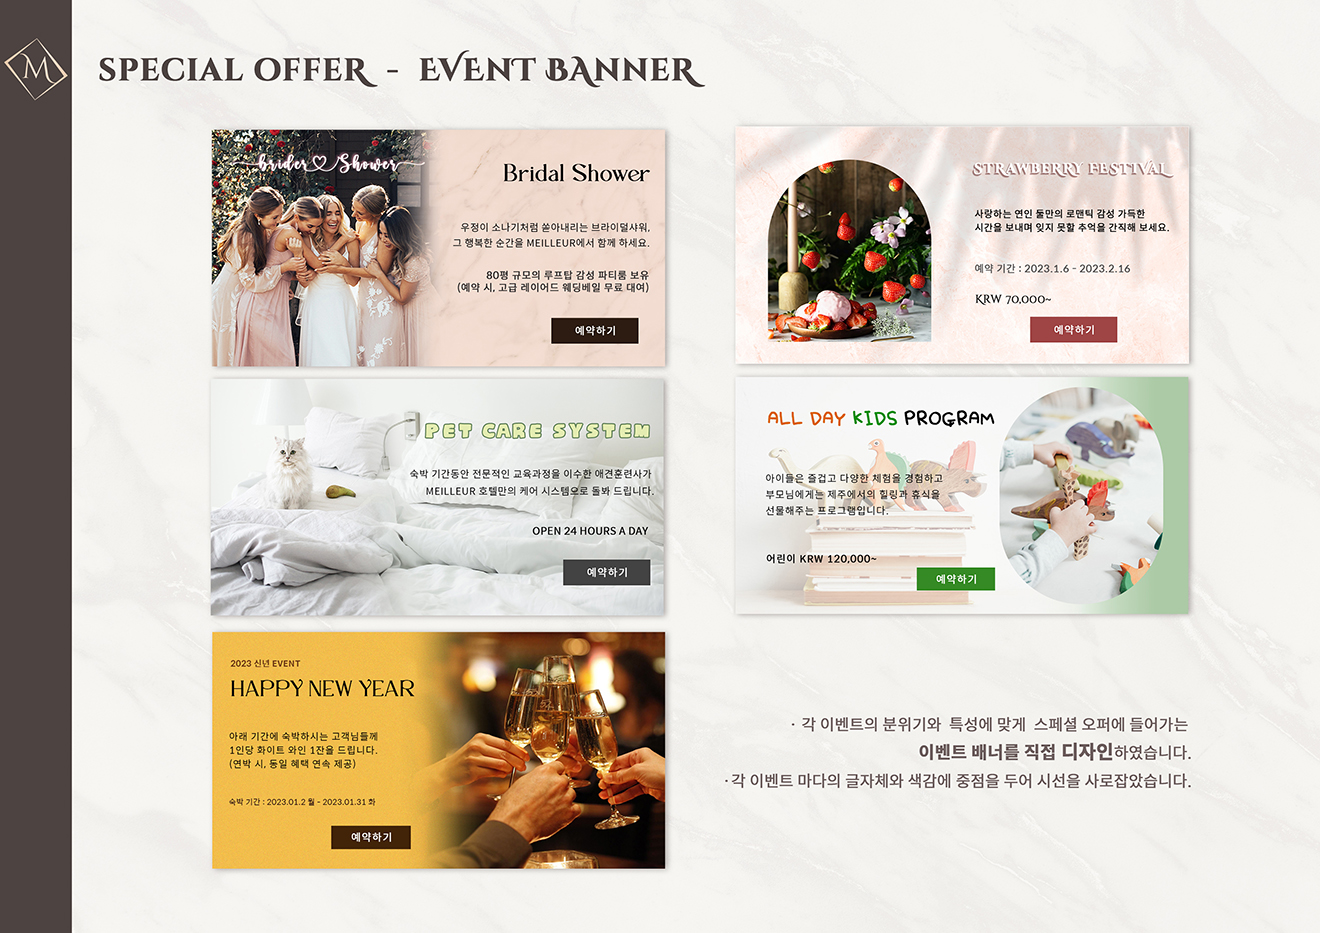 M
SPECIAL OFFER - EVENT BANNER
brider Shower
Bridal Shower
우정이 소나기처럼 쏟아내리는 브라이덜샤워,
그 행복한 순간을 MEILLEUR에서 함께 하세요.
80평 규모의 루프탑 감성 파티룸 보유
(예약 시, 고급 레이어드 웨딩베일 무료 대여)
예약하기
STRAWBERRY FESTIVAL
사랑하는 연인 둘만의 로맨틱 감성 가득한
시간을 보내며 잊지 못할 추억을 간직해 보세요.
예약 기간 : 2023.1.6 - 2023.2.16
KRW 70,000~
예약하기
PET CARE SYSTEM
숙박 기간동안 전문적인 교육과정을 이수한 애견훈련사가
MEILLEUR 호텔만의 케어 시스템으로 돌봐 드립니다.
OPEN 24 HOURS A DAY
예약하기
ALL DAY KIDS PROGRAM
아이들은 즐겁고 다양한 체험을 경험하고
부모님에게는 제주에서의 힐링과 휴식을
선물해주는 프로그램입니다.
어린이 KRW 120,000~
예약하기
2023 신년 EVENT
HAPPY NEW YEAR
아래 기간에 숙박하시는 고객님들께
1인당 화이트 와인 1잔을 드립니다.
(연박 시, 동일 혜택 연속 제공)
숙박 기간 : 2023.01.2 월 - 2023.01.31 화
예약하기
· 각 이벤트의 분위기와 특성에 맞게 스페셜 오퍼에 들어가는
이벤트 배너를 직접 디자인하였습니다.
· 각 이벤트 마다의 글자체와 색감에 중점을 두어 시선을 사로잡았습니다.